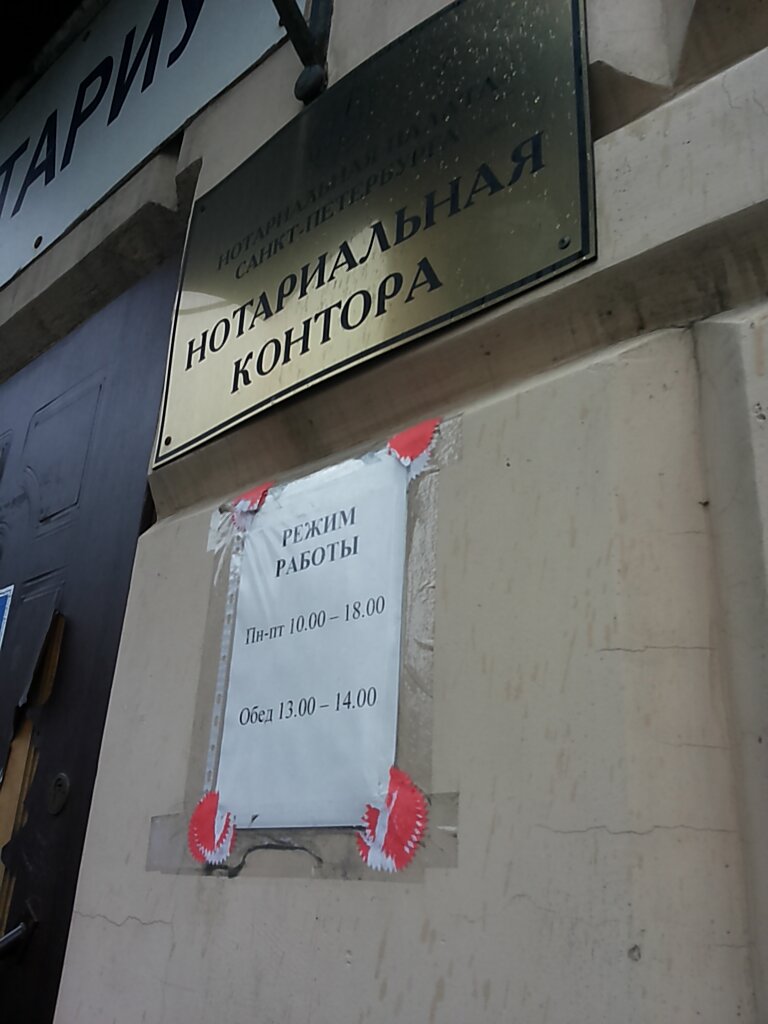 ТАРИУ
НОТАРИАЛЬНАЯ ПАЛАТА
САНКТ-ПЕТЕРБУРГА
НОТАРИАЛЬНАЯ
КОНТОРА
РЕЖИМ
РАБОТЫ
Пн-пт 10.00 – 18.00
Обед 13.00 – 14.00